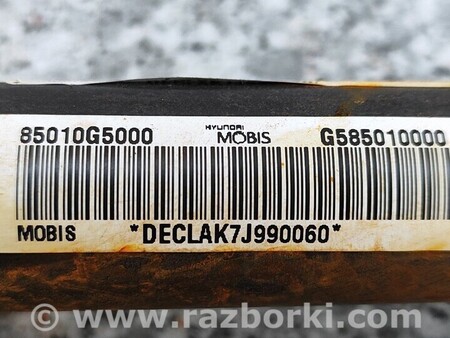 85010G5000 HYUNDAI MOBIS G585010000
MOBIS *DECLAK7J990060*
© www.razborki.com